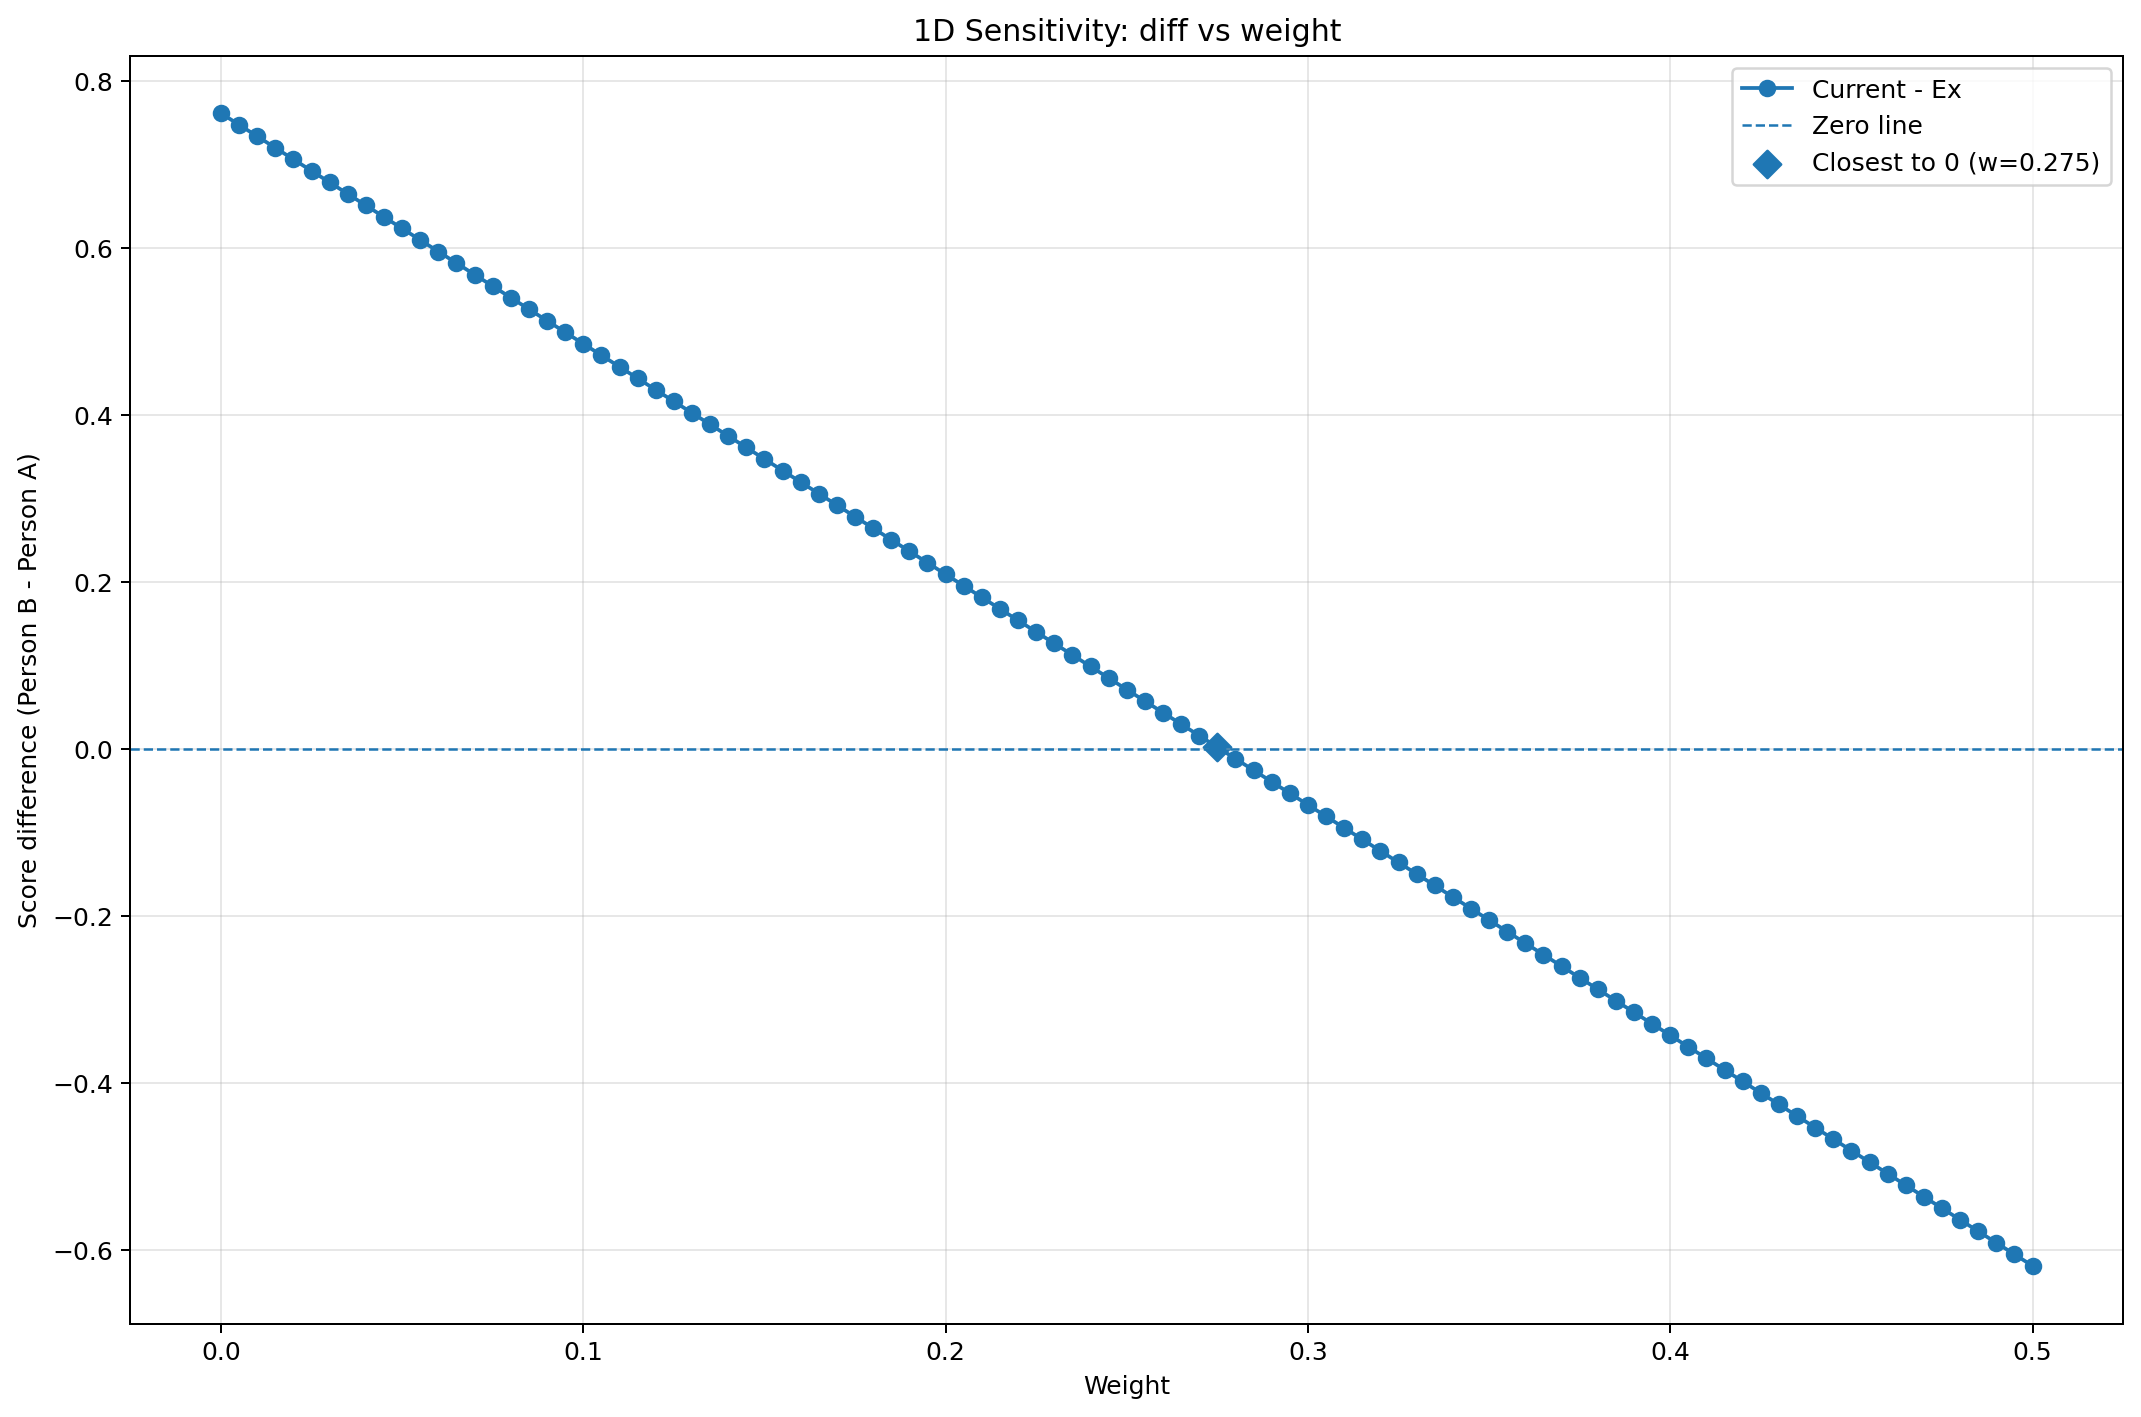 1D Sensitivity: diff vs weight
Current - Ex
Zero line
Closest to 0 (w=0.275)
Score difference (Person B - Person A)
0.8
0.6
0.4
0.2
0.0
−0.2
−0.4
−0.6
0.0 0.1 0.2 0.3 0.4 0.5
Weight